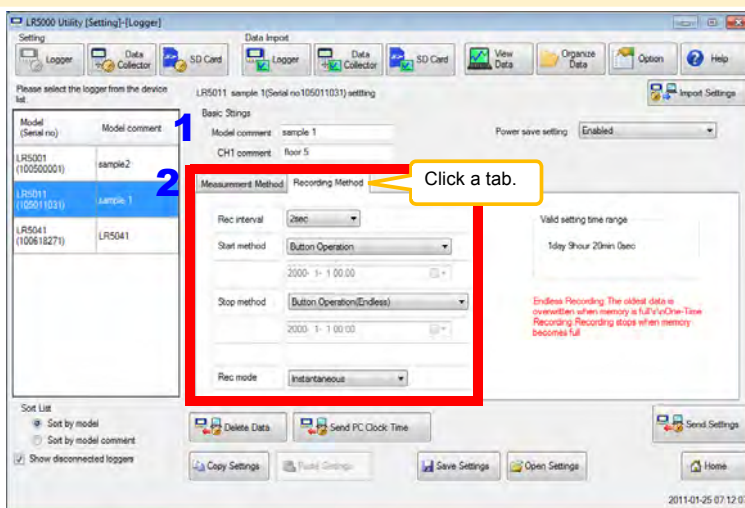 LR5000 Utility [Setting]-[Logger]
Setting
Data Import
Logger
Data Collector
SD Card
Logger
Data Collector
SD Card
View Data
Organize Data
Option
Help
Please select the logger from the device list.
LR5011 sample 1(Serial no105011031) settting
Import Settings
Basic Sttings
Model (Serial no)
Model comment
1
Model comment
sample 1
Power save setting
Enabled
CH1 comment
floor 5
LR5001 (100500001)
sample2
2
Measurement Method
Recording Method
Click a tab.
LR5011 (105011031)
sample 1
LR5041 (100618271)
LR5041
Rec interval
2sec
Valid setting time range
1day 9hour 20min 0sec
Start method
Button Operation
2000- 1- 1 00:00
Stop method
Button Operation(Endless)
2000- 1- 1 00:00
Endless Recording:The oldest data is
overwritten when memory is full\r\nOne-Time
Recording:Recording stops when memory
becomes full
Rec mode
Instantaneous
Sort List
Sort by model
Sort by model comment
Show disconnected loggers
Delete Data
Send PC Clock Time
Send Settings
Copy Settings
Save Settings
Open Settings
Home
2011-01-25 07:12:0